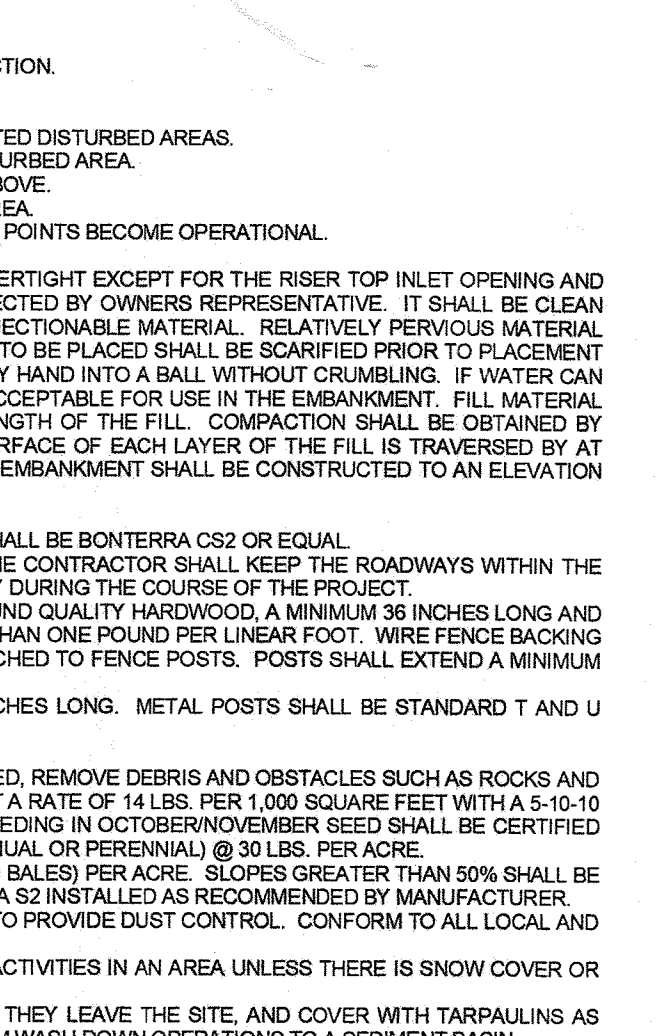 CTION.
TED DISTURBED AREAS.
URBED AREA.
BOVE.
EA.
POINTS BECOME OPERATIONAL.
ERTIGHT EXCEPT FOR THE RISER TOP INLET OPENING AND
ECTED BY OWNERS REPRESENTATIVE. IT SHALL BE CLEAN
JECTIONABLE MATERIAL. RELATIVELY PERVIOUS MATERIAL
TO BE PLACED SHALL BE SCARIFIED PRIOR TO PLACEMENT
Y HAND INTO A BALL WITHOUT CRUMBLING. IF WATER CAN
CCEPTABLE FOR USE IN THE EMBANKMENT. FILL MATERIAL
NGTH OF THE FILL. COMPACTION SHALL BE OBTAINED BY
RFACE OF EACH LAYER OF THE FILL IS TRAVERSED BY AT
EMBANKMENT SHALL BE CONSTRUCTED TO AN ELEVATION
HALL BE BONTERRA CS2 OR EQUAL.
HE CONTRACTOR SHALL KEEP THE ROADWAYS WITHIN THE
Y DURING THE COURSE OF THE PROJECT.
UND QUALITY HARDWOOD, A MINIMUM 36 INCHES LONG AND
HAN ONE POUND PER LINEAR FOOT. WIRE FENCE BACKING
CHED TO FENCE POSTS. POSTS SHALL EXTEND A MINIMUM
CHES LONG. METAL POSTS SHALL BE STANDARD T AND U
ED, REMOVE DEBRIS AND OBSTACLES SUCH AS ROCKS AND
T A RATE OF 14 LBS. PER 1,000 SQUARE FEET WITH A 5-10-10
EEDING IN OCTOBER/NOVEMBER SEED SHALL BE CERTIFIED
NUAL OR PERENNIAL) @ 30 LBS. PER ACRE.
BALES) PER ACRE. SLOPES GREATER THAN 50% SHALL BE
A S2 INSTALLED AS RECOMMENDED BY MANUFACTURER.
TO PROVIDE DUST CONTROL. CONFORM TO ALL LOCAL AND
ACTIVITIES IN AN AREA UNLESS THERE IS SNOW COVER OR
THEY LEAVE THE SITE, AND COVER WITH TARPAULINS AS
M WASH DOWN OPERATIONS TO A SEDIMENT BASIN